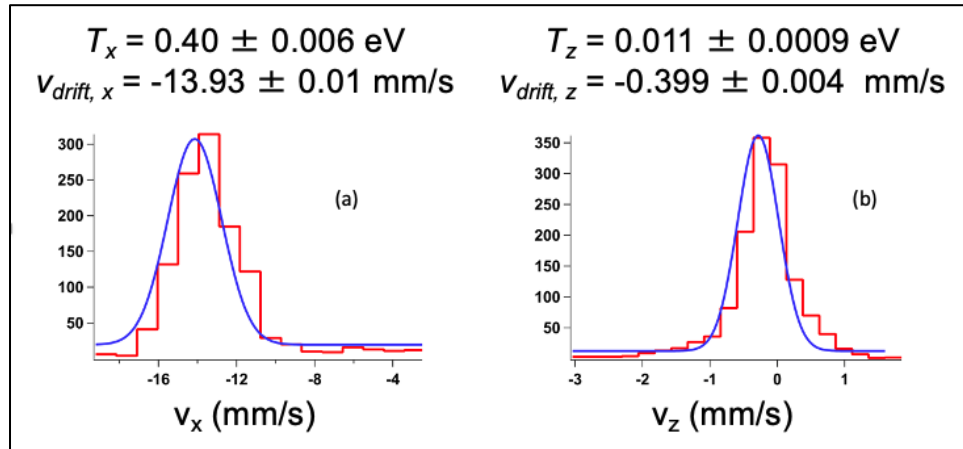 T_x = 0.40 ± 0.006 eV
v_drift, x = -13.93 ± 0.01 mm/s
T_z = 0.011 ± 0.0009 eV
v_drift, z = -0.399 ± 0.004 mm/s
300
250
200
150
100
50
(a)
-16
-12
-8
-4
v_x (mm/s)
350
300
250
200
150
100
50
(b)
-3
-2
-1
0
1
v_z (mm/s)